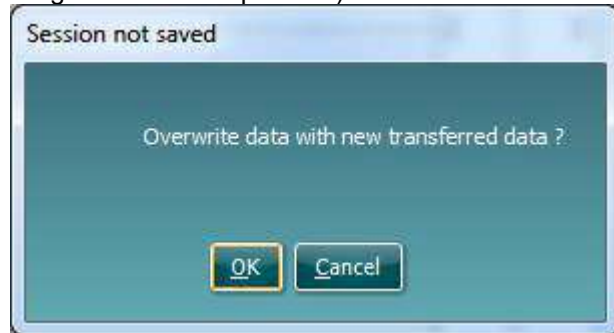 Session not saved
Overwrite data with new transferred data ?
OK Cancel